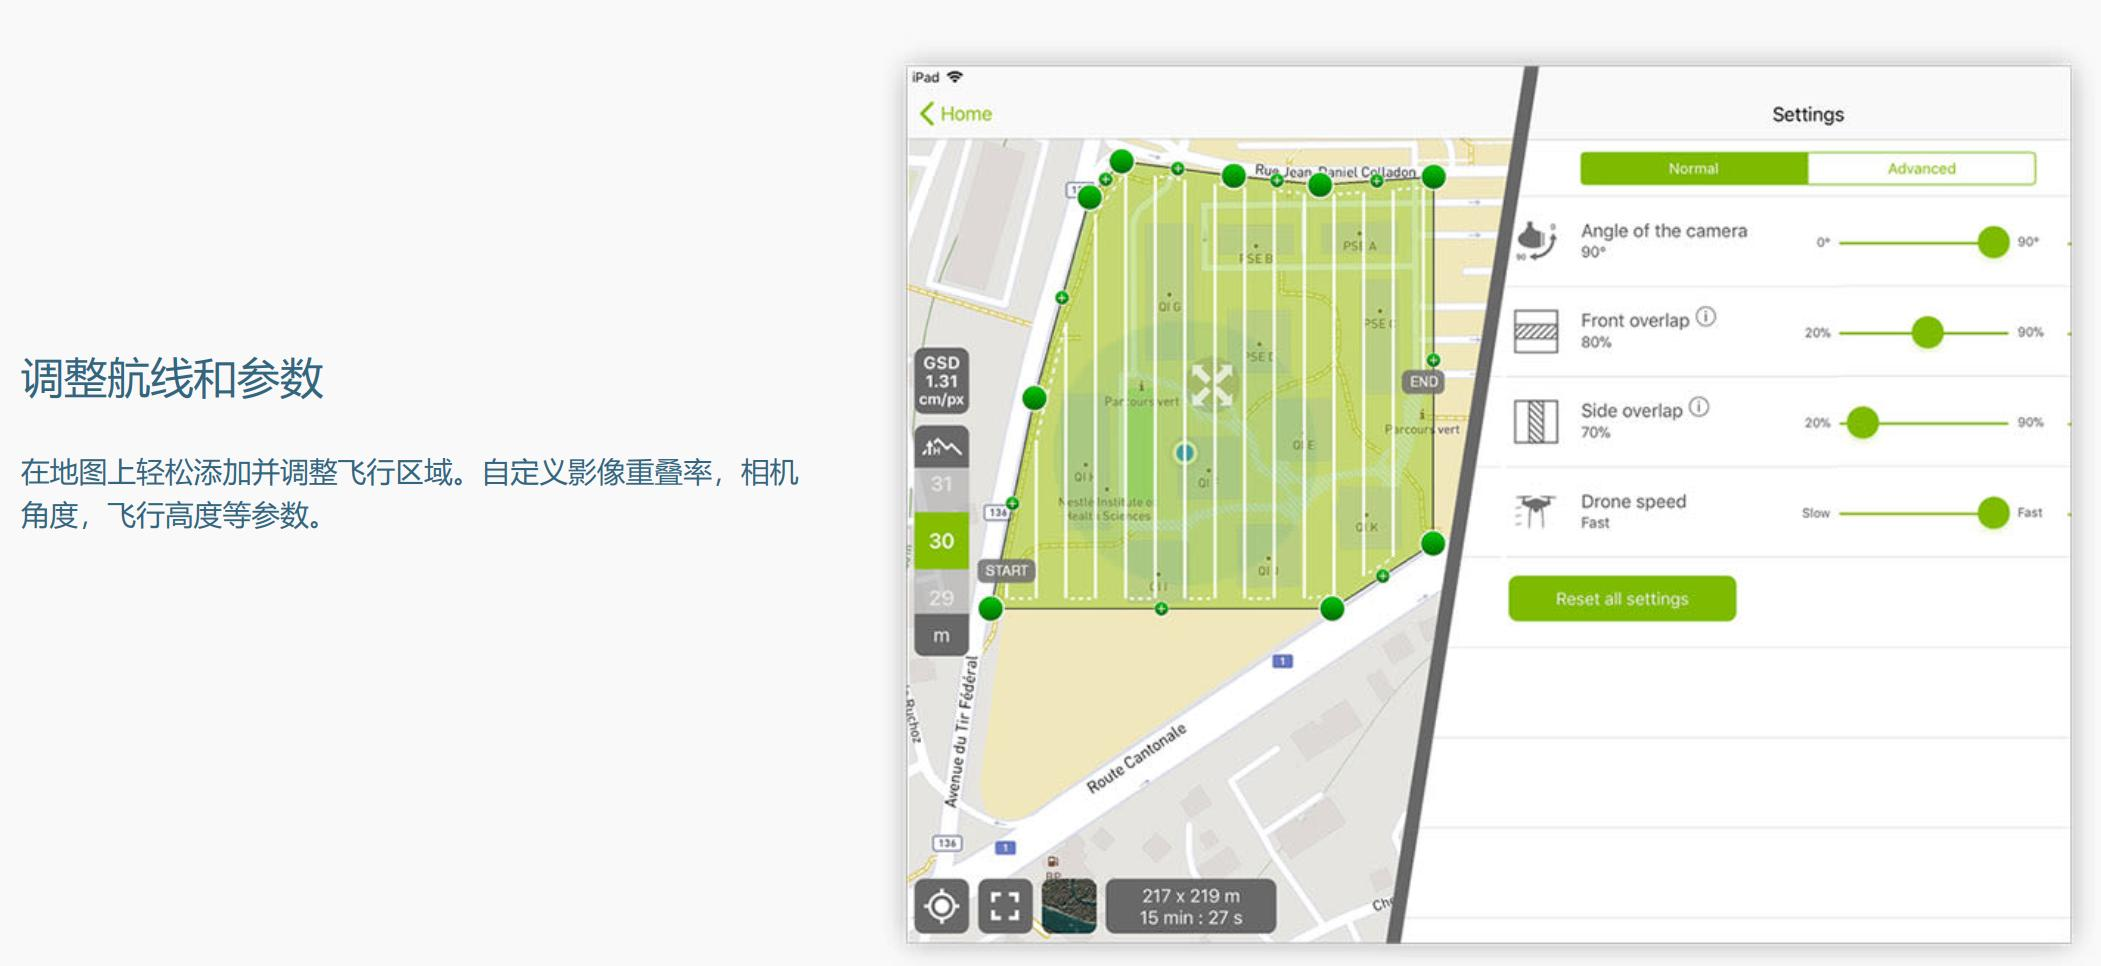 调整航线和参数
在地图上轻松添加并调整飞行区域。自定义影像重叠率，相机
角度，飞行高度等参数。
iPad
Home
Rue Jean-Daniel Colladon
PSE A
PSE B
QI G
PSE C
PSE D
GSD
1.31
cm/px
END
Parcours vert
Parcours vert
QI E
QI H
QI F
Nestlé Institute of
Health Sciences
31
136
30
QI K
START
QI J
QI I
29
m
1
Avenue du Tir Fédéral
Ruchoz
Route Cantonale
136
1
BP
217 x 219 m
15 min : 27 s
Settings
Normal
Advanced
Angle of the camera
90°
0°
90°
Front overlap
80%
20%
90%
Side overlap
70%
20%
90%
Drone speed
Fast
Slow
Fast
Reset all settings